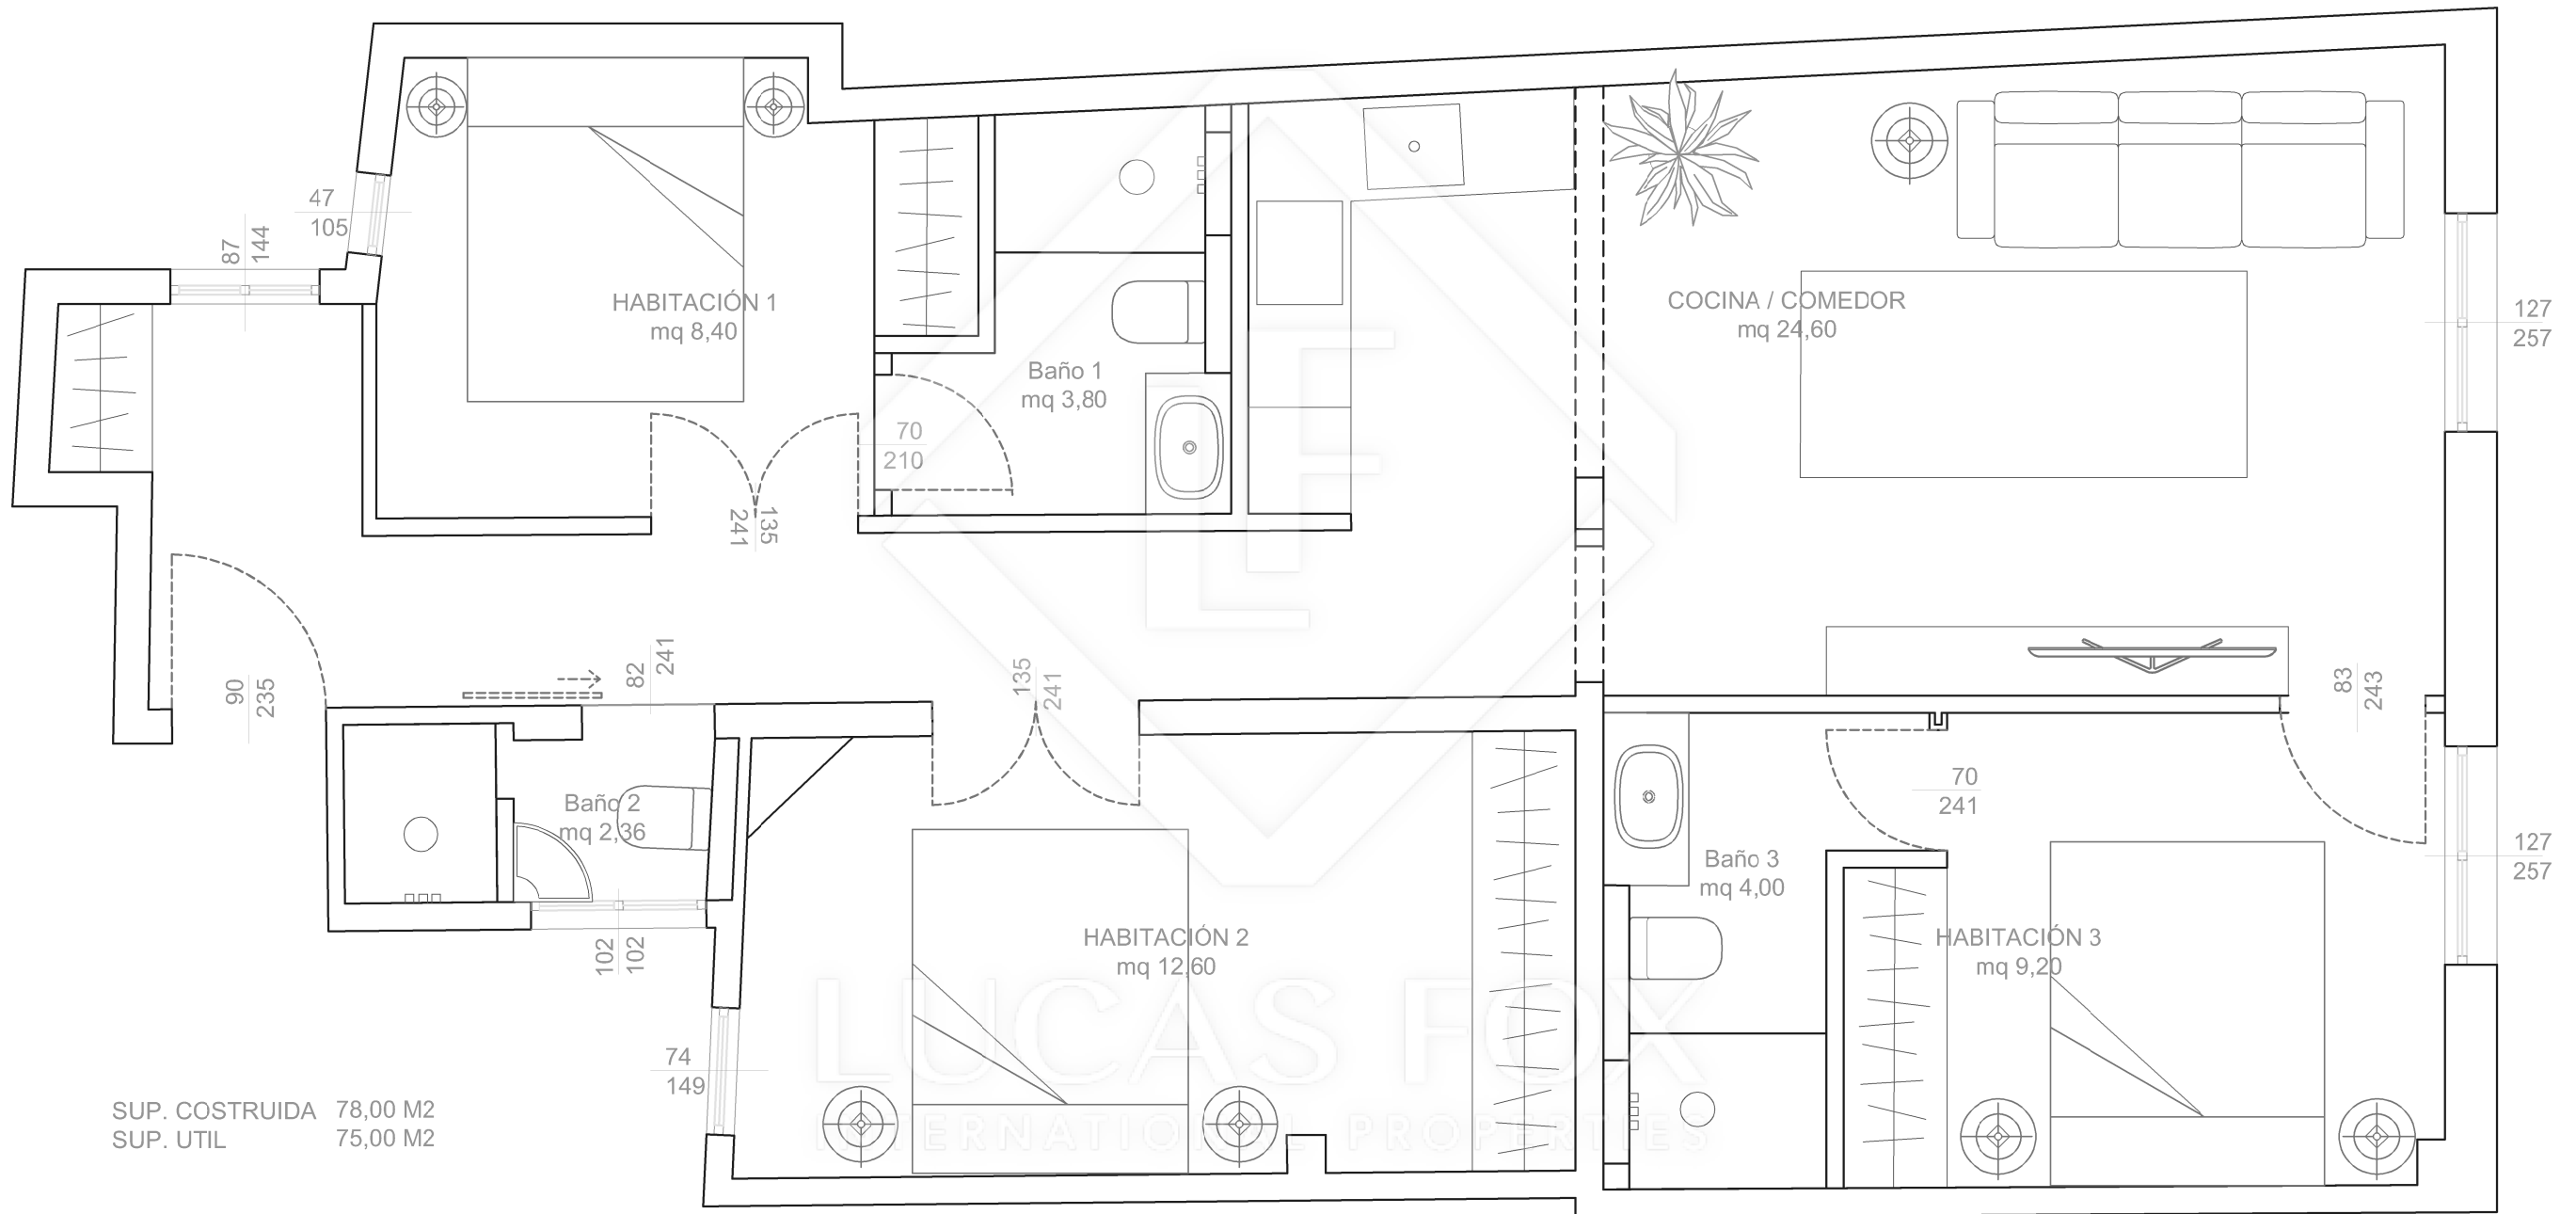 47
105
87
144
HABITACIÓN 1
mq 8,40
COCINA / COMEDOR
mq 24,60
127
257
Baño 1
mq 3,80
70
210
135
241
90
235
82
241
135
241
83
243
Baño 2
mq 2,36
70
241
127
257
Baño 3
mq 4,00
102
102
HABITACIÓN 2
mq 12,60
HABITACIÓN 3
mq 9,20
74
149
LF
LUCAS FOX
INTERNATIONAL PROPERTIES
SUP. COSTRUIDA 78,00 M2
SUP. UTIL 75,00 M2